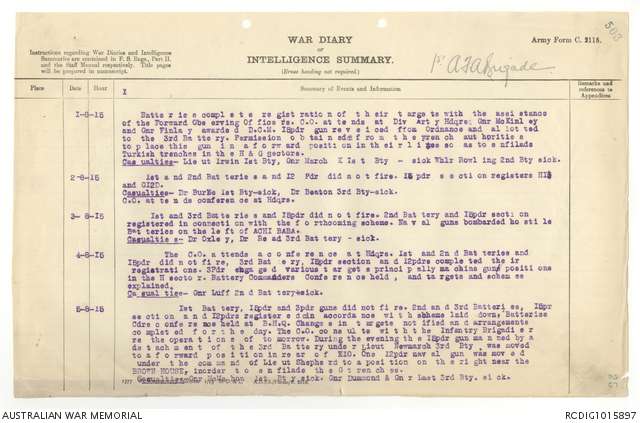 WAR DIARY
OF
INTELLIGENCE SUMMARY.
(Erase heading not required.)
Army Form C. 2118.
503
Instructions regarding War Diaries and Intelligence
Summaries are contained in F. S. Regs., Part II.
and the Staff Manual respectively. Title pages
will be prepared in manuscript.
1st A.F.A Brigade.
Place Date Hour Summary of Events and Information Remarks and references to Appendices
1-8-15 Batteries complete registration of their targets with the assistance
of the Forward Observing Officers. C.O. attends at Div Arty Hdqrs; Gnr McKinley
and Gnr Finlay awarded D.C.M. 18pdr gun received from Ordnance and allotted
to the 3rd Battery. Permission obtained from the French authorities
to place this gun in a forward position in their lines so as to enfilade
Turkish trenches in the H & G sectors.
Casualties- Lieut Irwin 1st Bty, Gnr March K 1st Bty - sick Whlr Rowling 2nd Bty sick.
2-8-15 1st and 2nd Batteries and 12 Pdr did not fire. 18 pdr section registers H12
and G12D.
Casualties- Dr Burke 1st Bty-sick, Dr Beaton 3rd Bty-sick.
C.O. attends conference at Hdqrs.
3-8-15 1st and 3rd Batteries and 18pdr did not fire. 2nd Battery and 18pdr section
registered in connection with the forthcoming scheme. Naval guns bombarded hostile
Batteries on the left of ACHI BABA.
Casualties- Dr Oxley, Dr Read 3rd Battery - sick.
4-8-15 The C.O. attends a conference at Hdqrs. 1st and 2nd Batteries and
18pdr did not fire, 3rd Battery, 18pdr section and 12pdrs completed their
registrations. 3Pdr engaged various targets principally machine gun positions
in the H sector. Battery Commanders Conference held, and targets and schemes
explained.
Casualties- Gnr Luff 2nd Battery-sick.
5-8-15 1st Battery, 18pdr and 3pdr guns did not fire. 2nd and 3rd Batteries, 18pr
section and 12pdrs registered in accordance with scheme laid down, Batteries
Cdrs conference held at B.H.Q. Changes in targets notified and arrangements
completed for the day. The C.O. consults with the Infantry Brigadier
re the operations of tomorrow. During the evening the 18pdr gun manned by a
detachment of the 3rd Battery under Lieut Newmarch 3rd Bty, was moved
to a forward position in rear of K10. One 12pdr naval gun was moved
under the command of Lieut Shepherd to a position on the right near the
BROWN HOUSE, in order to enfilade the G trenches.
Casualties- Gnr 1st Bty sick. Gnr Dummond & Gnr last 3rd Bty. sick.
AUSTRALIAN WAR MEMORIAL
RCDIG1015897